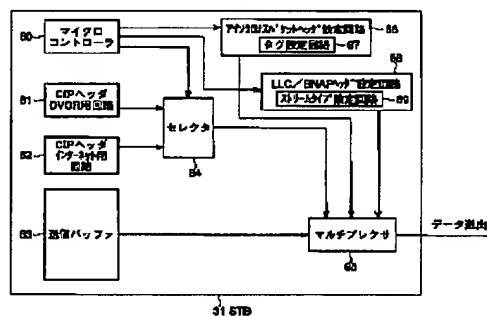 60
マイクロ
コントローラ
アイソクロナスパケットヘッダ設定回路
66
タグ設定回路
67
68
LLC/SNAPヘッダ設定回路
ストリームタイプ設定回路
69
61
CIPヘッダ
DVCR用回路
セレクタ
64
62
CIPヘッダ
インターネット用
回路
63
送信バッファ
マルチプレクサ
データ送出
31 STB